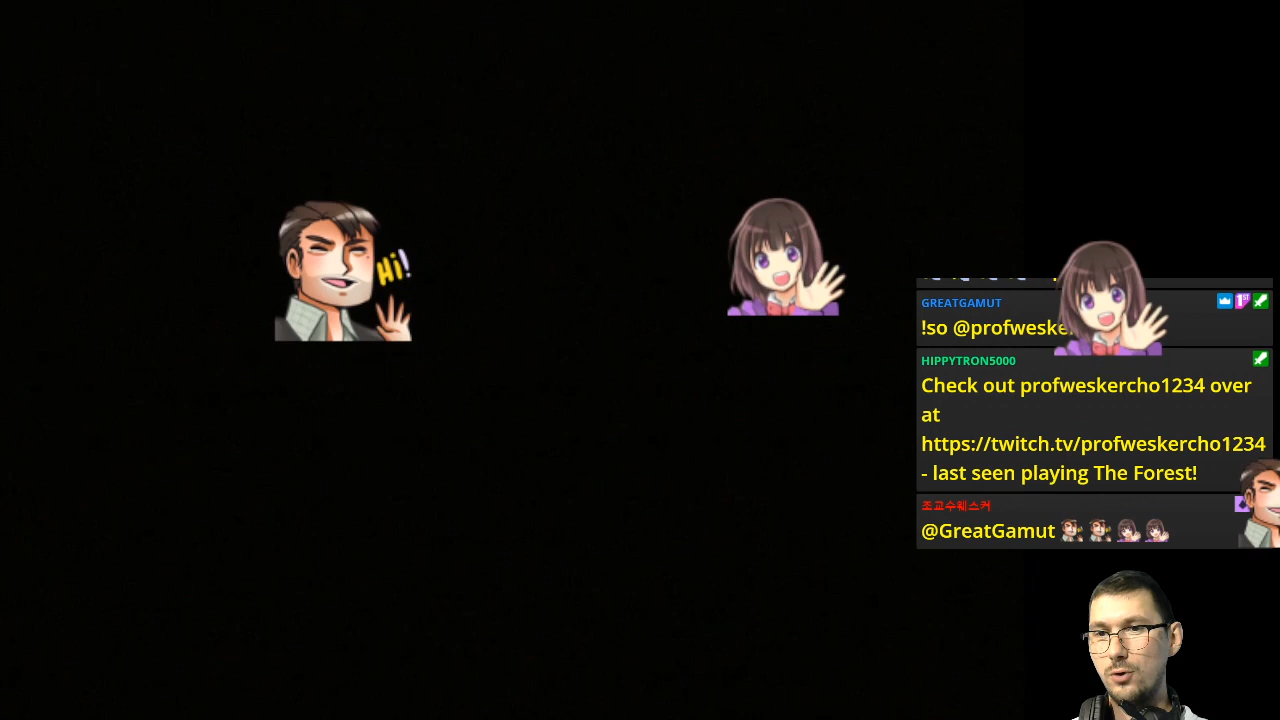 Hi!
GREATGAMUT
!so @profweske
HIPPYTRON5000
Check out profweskercho1234 over
at
https://twitch.tv/profweskercho1234
- last seen playing The Forest!
조교수웨스커
@GreatGamut